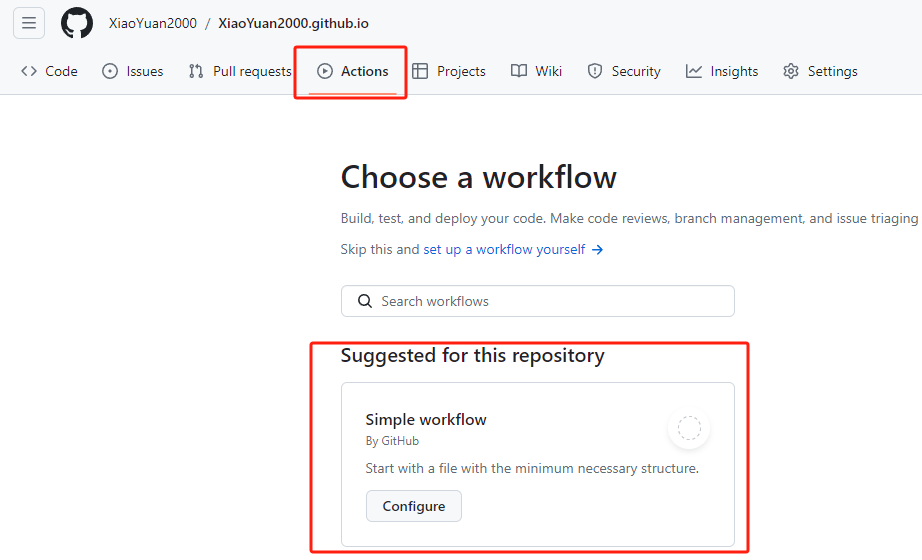 XiaoYuan2000 / XiaoYuan2000.github.io
Code Issues Pull requests Actions Projects Wiki Security Insights Settings
Choose a workflow
Build, test, and deploy your code. Make code reviews, branch management, and issue triaging
Skip this and set up a workflow yourself →
Search workflows
Suggested for this repository
Simple workflow
By GitHub
Start with a file with the minimum necessary structure.
Configure